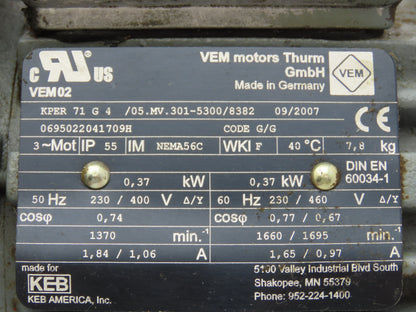 c RU US
VEM 02
VEM motors Thurm
GmbH
Made in Germany
VEM
KPER 71 G 4 /05.MV.301-5300/8382 09/2007
0695022041709H CODE G/G
CE
3~Mot IP 55 IM NEMA56C WKl F 40 °C 7,8 kg
DIN EN
60034-1
0,37 kW 0,37 kW
50 Hz 230 / 400 V Δ/Y 60 Hz 230 / 460 V Δ/Y
cosφ 0,74 cosφ 0,77 / 0,67
1370 min.-1 1660 / 1695 min.-1
1,84 / 1,06 A 1,65 / 0,97 A
made for
KEB
KEB AMERICA, Inc.
5100 Valley Industrial Blvd South
Shakopee, MN 55379
Phone: 952-224-1400